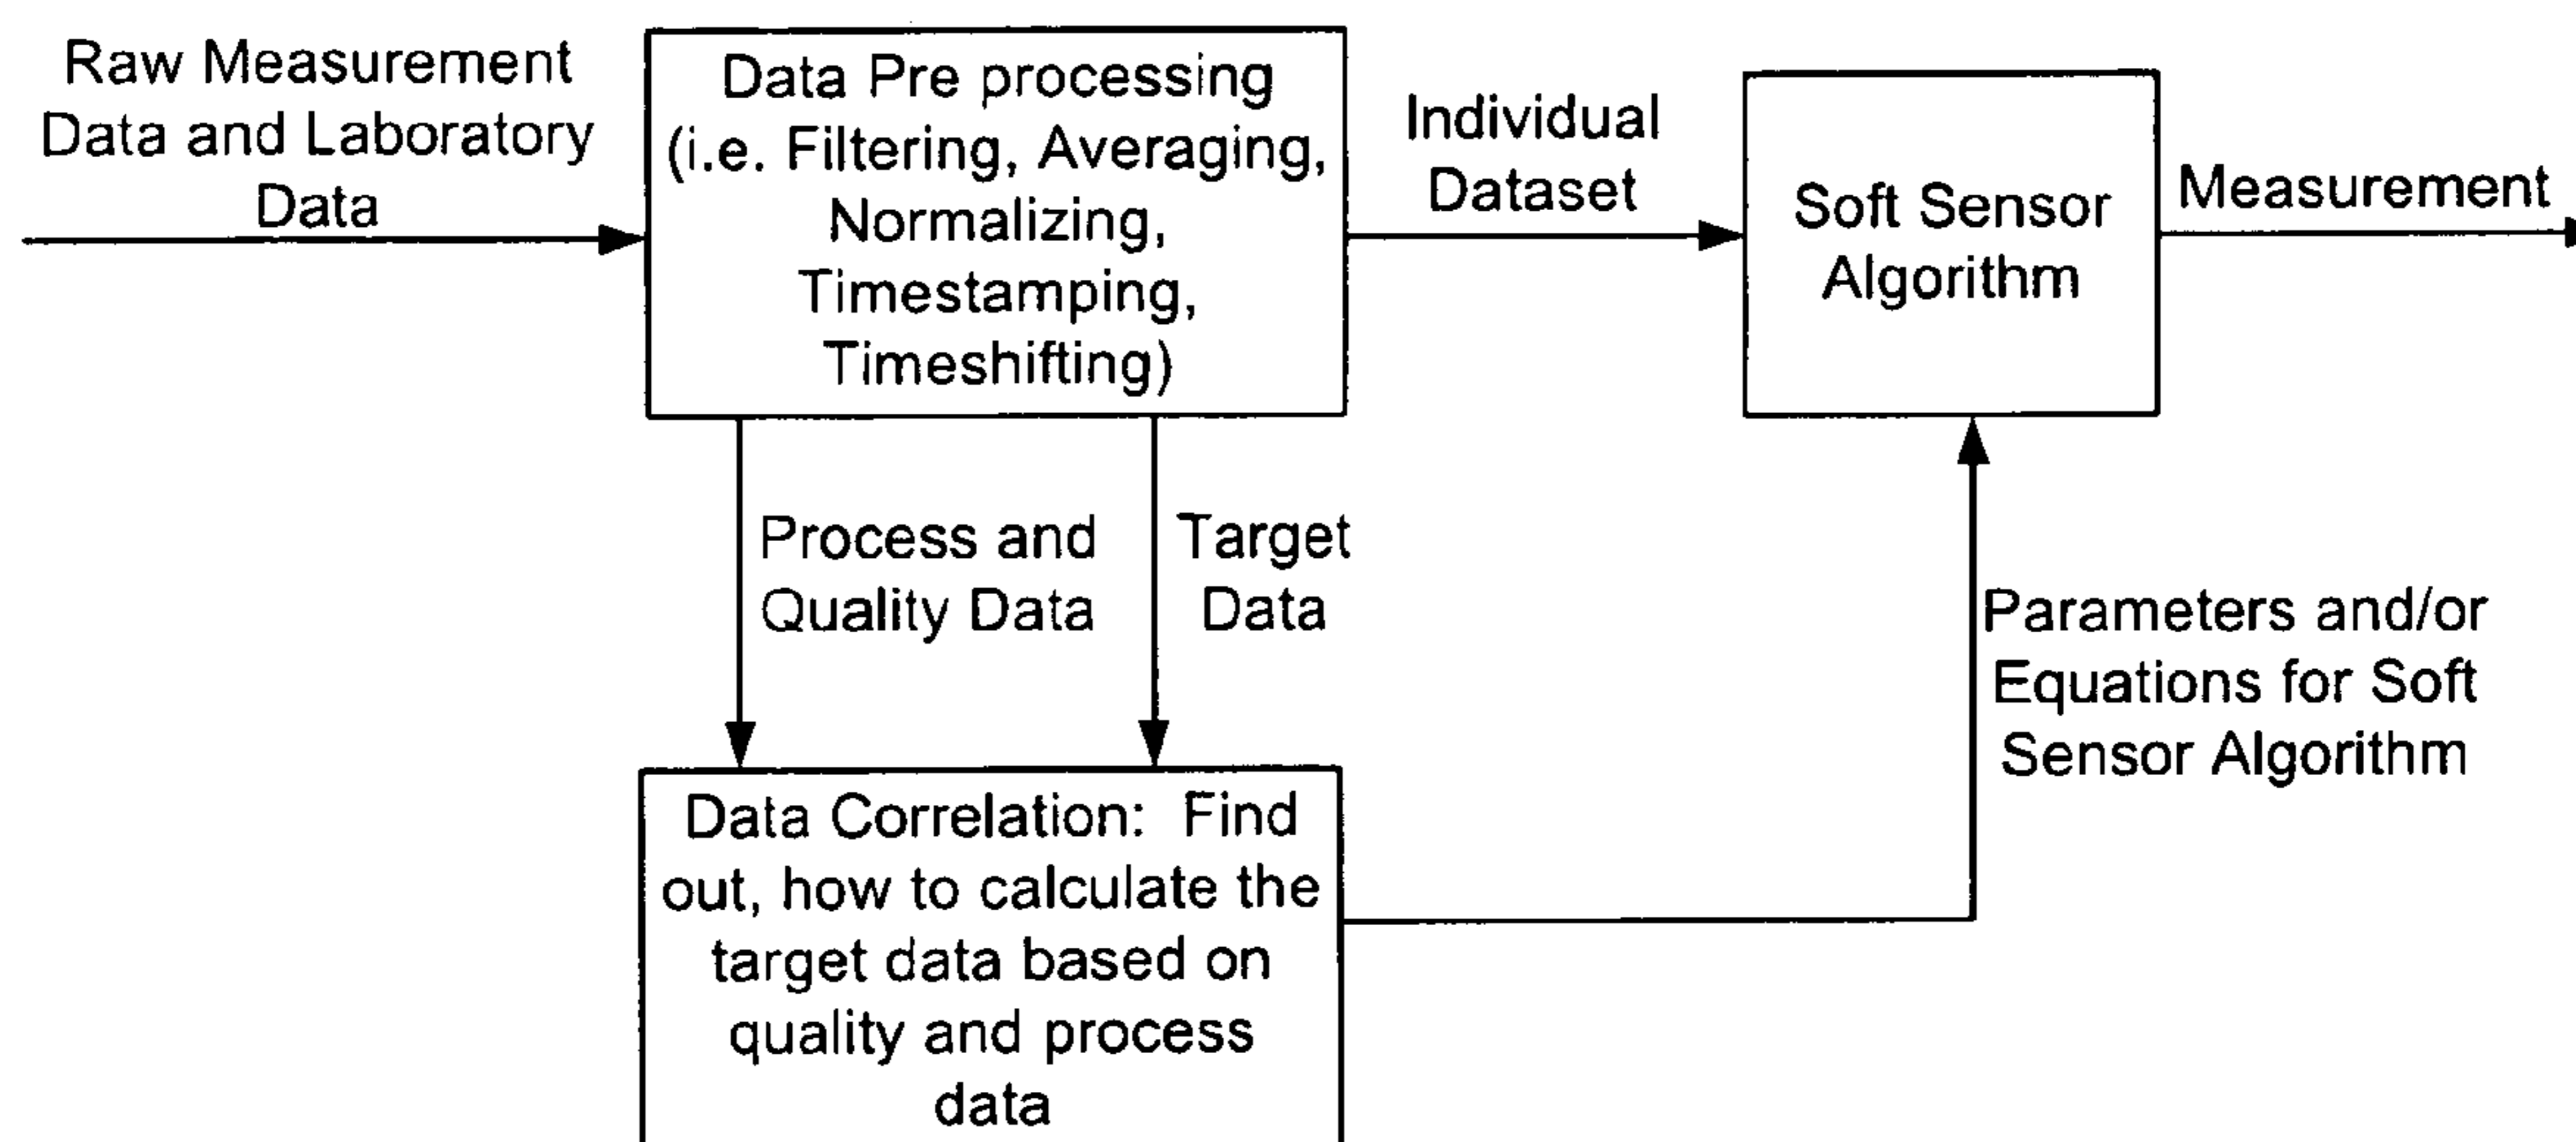 Raw Measurement
Data and Laboratory
Data
Data Pre processing
(i.e. Filtering, Averaging,
Normalizing,
Timestamping,
Timeshifting)
Individual
Dataset
Soft Sensor
Algorithm
Measurement
Process and
Quality Data
Target
Data
Parameters and/or
Equations for Soft
Sensor Algorithm
Data Correlation: Find
out, how to calculate the
target data based on
quality and process
data